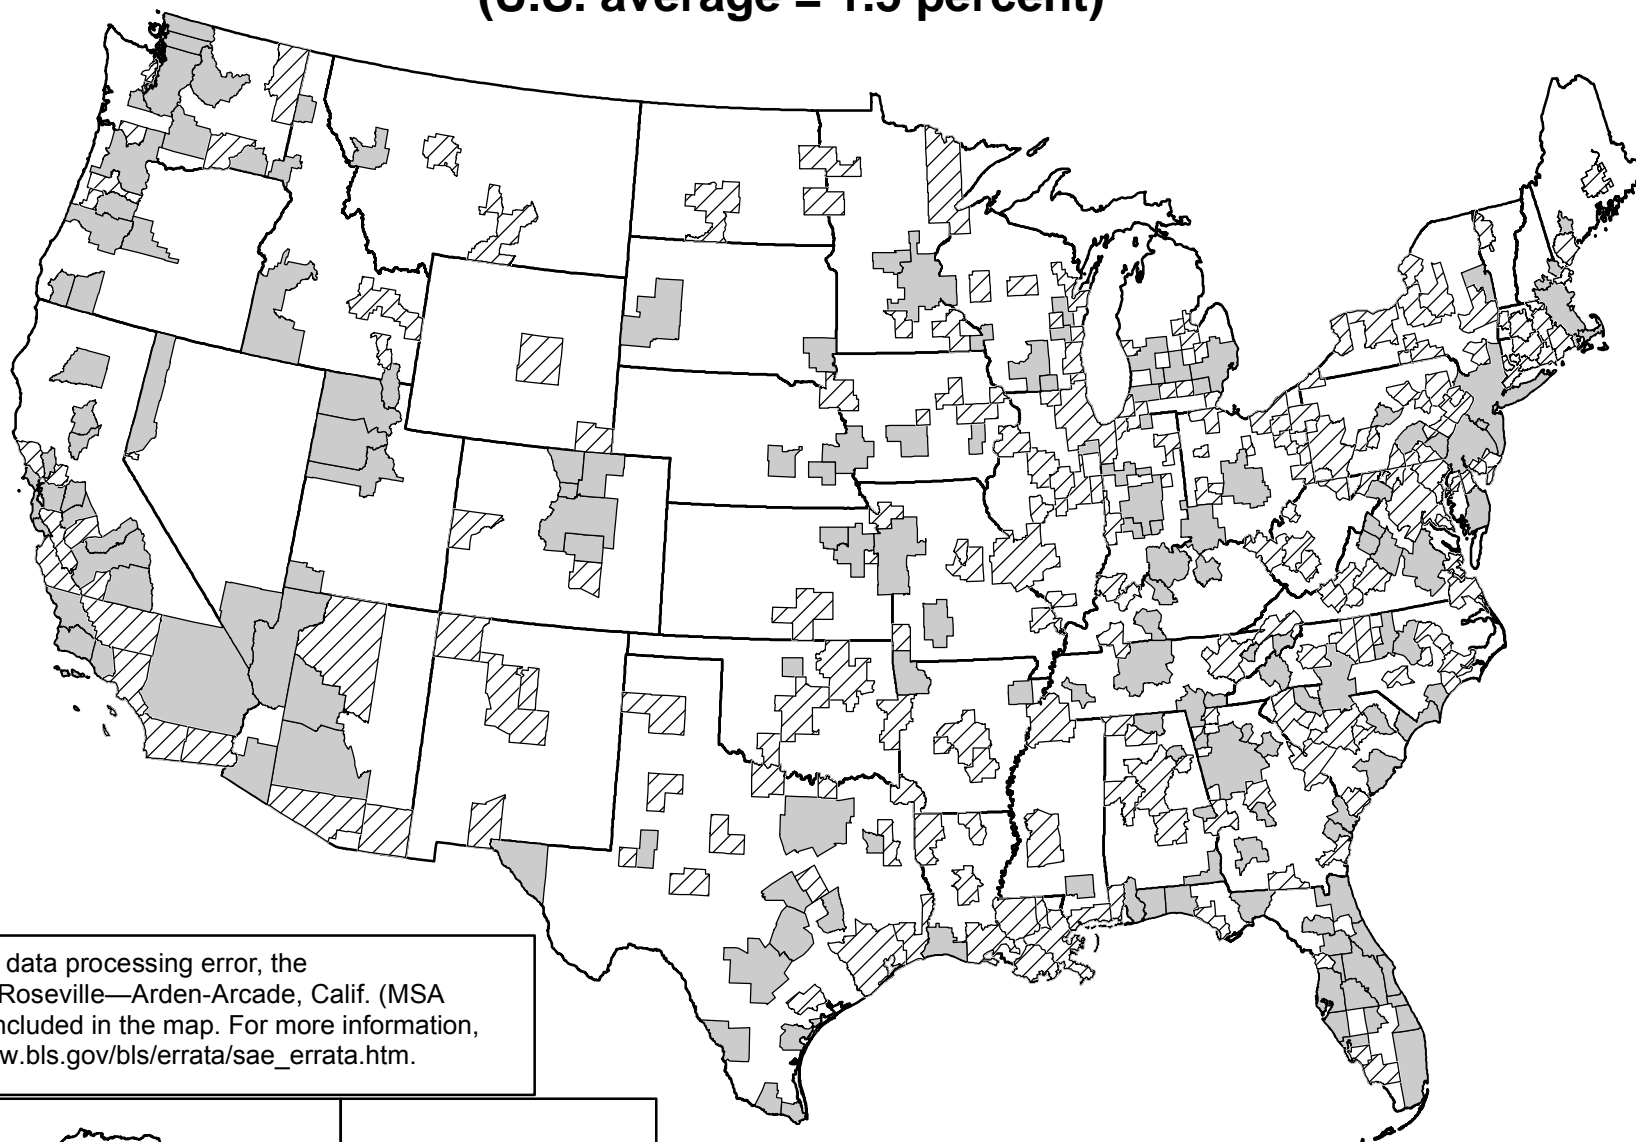 (U.S. average = 1.5 percent)
data processing error, the
Roseville—Arden-Arcade, Calif. (MSA
included in the map. For more information,
w.bls.gov/bls/errata/sae_errata.htm.